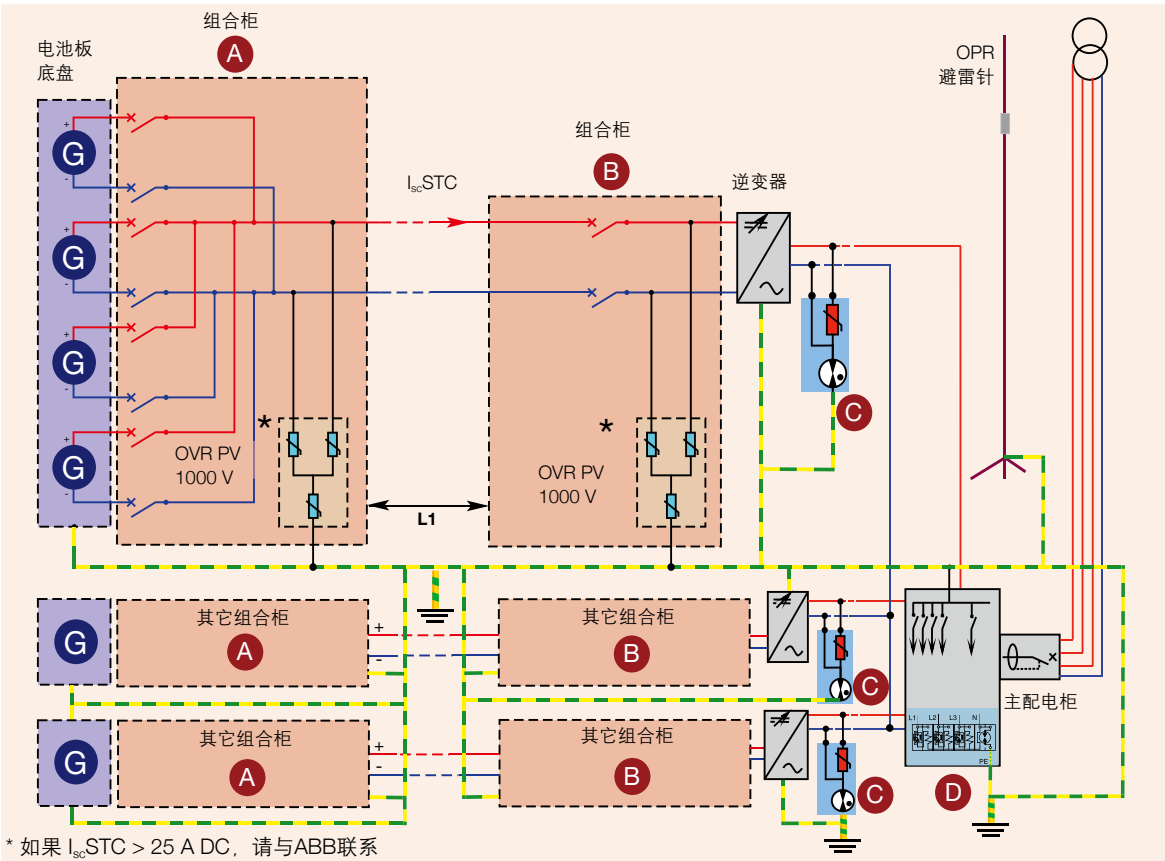 组合柜
A
电池板
底盘
OPR
避雷针
组合柜
B
IscSTC
逆变器
+
G
-
+
G
-
+
G
-
+
G
-
*
OVR PV
1000 V
*
OVR PV
1000 V
L1
C
G
其它组合柜
A
+
-
其它组合柜
B
C
主配电柜
L1 L2 L3 N
PE
D
G
其它组合柜
A
+
-
其它组合柜
B
C
* 如果 IscSTC > 25 A DC，请与ABB联系